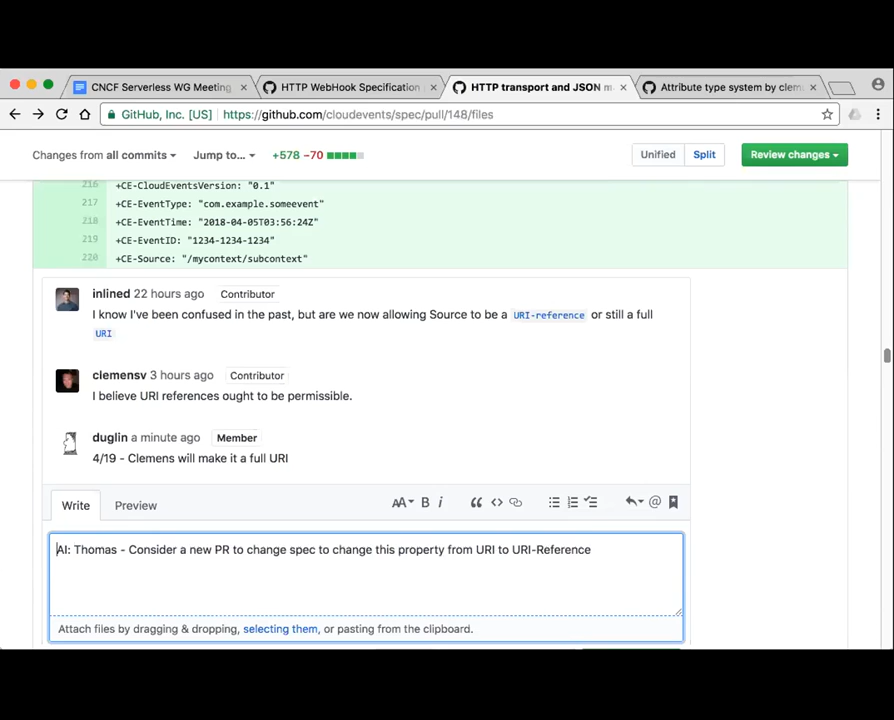 CNCF Serverless WG Meeting
HTTP WebHook Specification
HTTP transport and JSON m
Attribute type system by clem
GitHub, Inc. [US] https://github.com/cloudevents/spec/pull/148/files
Changes from all commits Jump to... +578 −70 Unified Split Review changes
216 +CE-CloudEventsVersion: "0.1"
217 +CE-EventType: "com.example.someevent"
218 +CE-EventTime: "2018-04-05T03:56:24Z"
219 +CE-EventID: "1234-1234-1234"
220 +CE-Source: "/mycontext/subcontext"
inlined 22 hours ago Contributor
I know I've been confused in the past, but are we now allowing Source to be a URI-reference or still a full
URI
clemensv 3 hours ago Contributor
I believe URI references ought to be permissible.
duglin a minute ago Member
4/19 - Clemens will make it a full URI
Write Preview AA B i
AI: Thomas - Consider a new PR to change spec to change this property from URI to URI-Reference
Attach files by dragging & dropping, selecting them, or pasting from the clipboard.